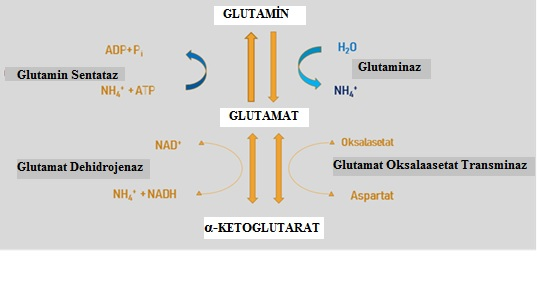 GLUTAMİN
ADP+Pi
H₂O
Glutamin Sentataz
Glutaminaz
NH₄⁺ +ATP
NH₄⁺
GLUTAMAT
NAD⁺
Oksalasetat
Glutamat Dehidrojenaz
Glutamat Oksalaasetat Transminaz
NH₄⁺ +NADH
Aspartat
α-KETOGLUTARAT